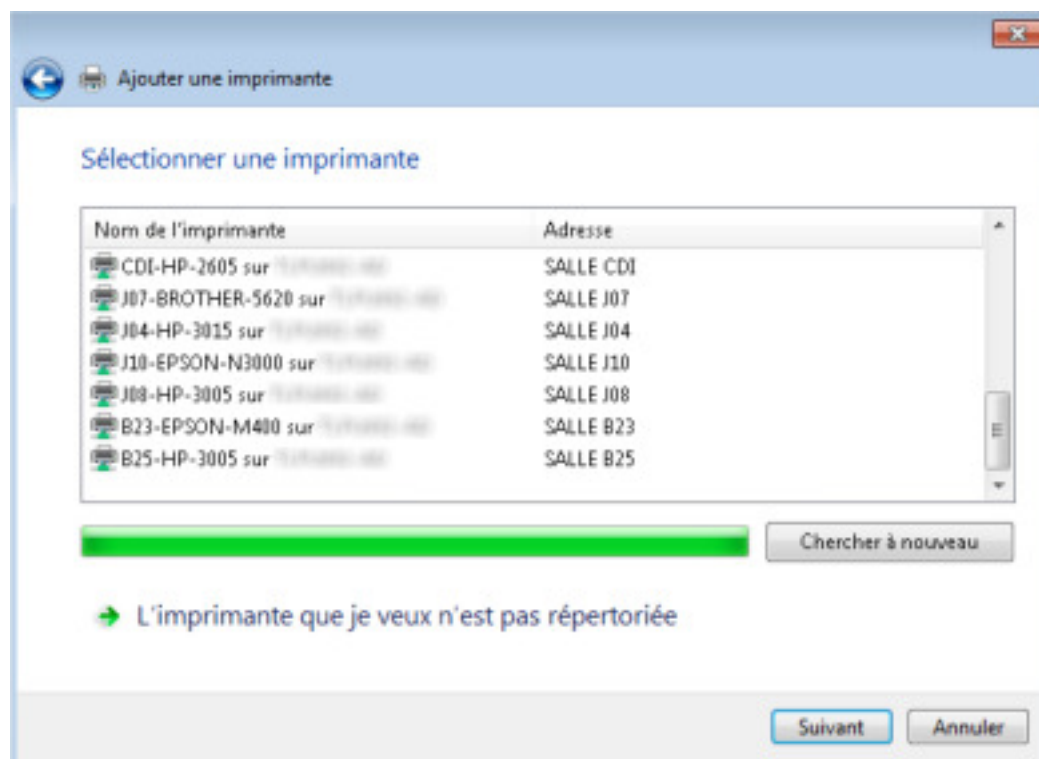 Ajouter une imprimante
Sélectionner une imprimante
Nom de l'imprimante Adresse
CDI-HP-2605 sur SALLE CDI
J07-BROTHER-5620 sur SALLE J07
J04-HP-3015 sur SALLE J04
J10-EPSON-N3000 sur SALLE J10
J08-HP-3005 sur SALLE J08
B23-EPSON-M400 sur SALLE B23
B25-HP-3005 sur SALLE B25
Chercher à nouveau
L'imprimante que je veux n'est pas répertoriée
Suivant Annuler